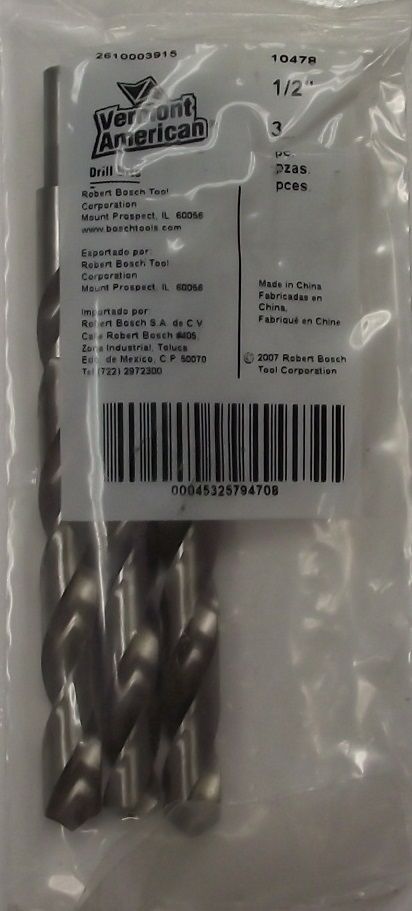 2610003915
10478
Vermont
American
1/2"
3
pc.
pzas.
pces.
Drill
Robert Bosch Tool
Corporation
Mount Prospect, IL 60056
www.boschtools.com
Exportado por:
Robert Bosch Tool
Corporation
Mount Prospect, IL 60056
Importado por:
Robert Bosch S.A. de C.V.
Calle Robert Bosch #405,
Zona Industrial, Toluca
Edo. de Mexico, C.P. 50070
Tel (722) 2972300
Made in China
Fabricadas en
China,
Fabriqué en Chine
© 2007 Robert Bosch
Tool Corporation
00045325794708